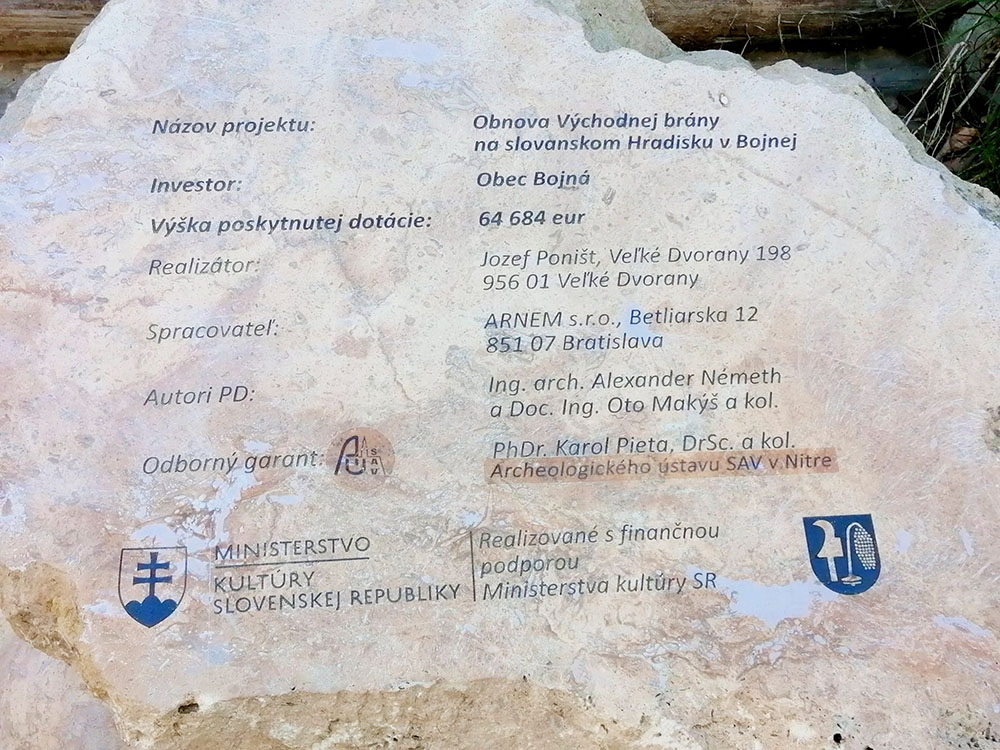 Názov projektu: Obnova Východnej brány
na slovanskom Hradisku v Bojnej
Investor: Obec Bojná
Výška poskytnutej dotácie: 64 684 eur
Realizátor: Jozef Poništ, Veľké Dvorany 198
956 01 Veľké Dvorany
Spracovateľ: ARNEM s.r.o., Betliarska 12
851 07 Bratislava
Autori PD: Ing. arch. Alexander Németh
a Doc. Ing. Oto Makýš a kol.
Odborný garant: AÚ SAV PhDr. Karol Pieta, DrSc. a kol.
Archeologického ústavu SAV v Nitre
MINISTERSTVO
KULTÚRY
SLOVENSKEJ REPUBLIKY
Realizované s finančnou
podporou
Ministerstva kultúry SR